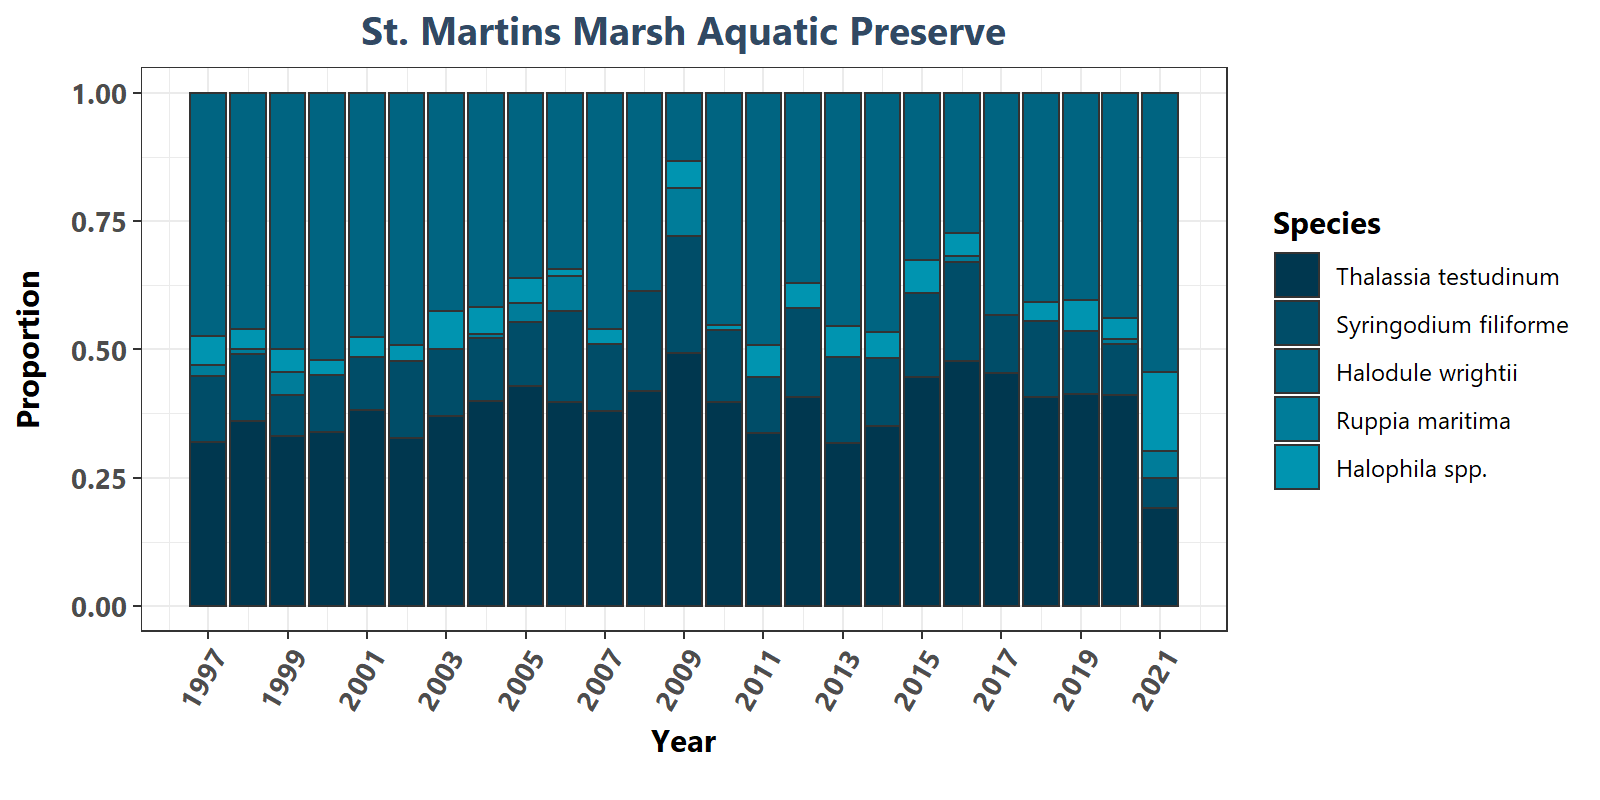 St. Martins Marsh Aquatic Preserve
Proportion
1.00
0.75
0.50
0.25
0.00
1997
1999
2001
2003
2005
2007
2009
2011
2013
2015
2017
2019
2021
Year
Species
Thalassia testudinum
Syringodium filiforme
Halodule wrightii
Ruppia maritima
Halophila spp.